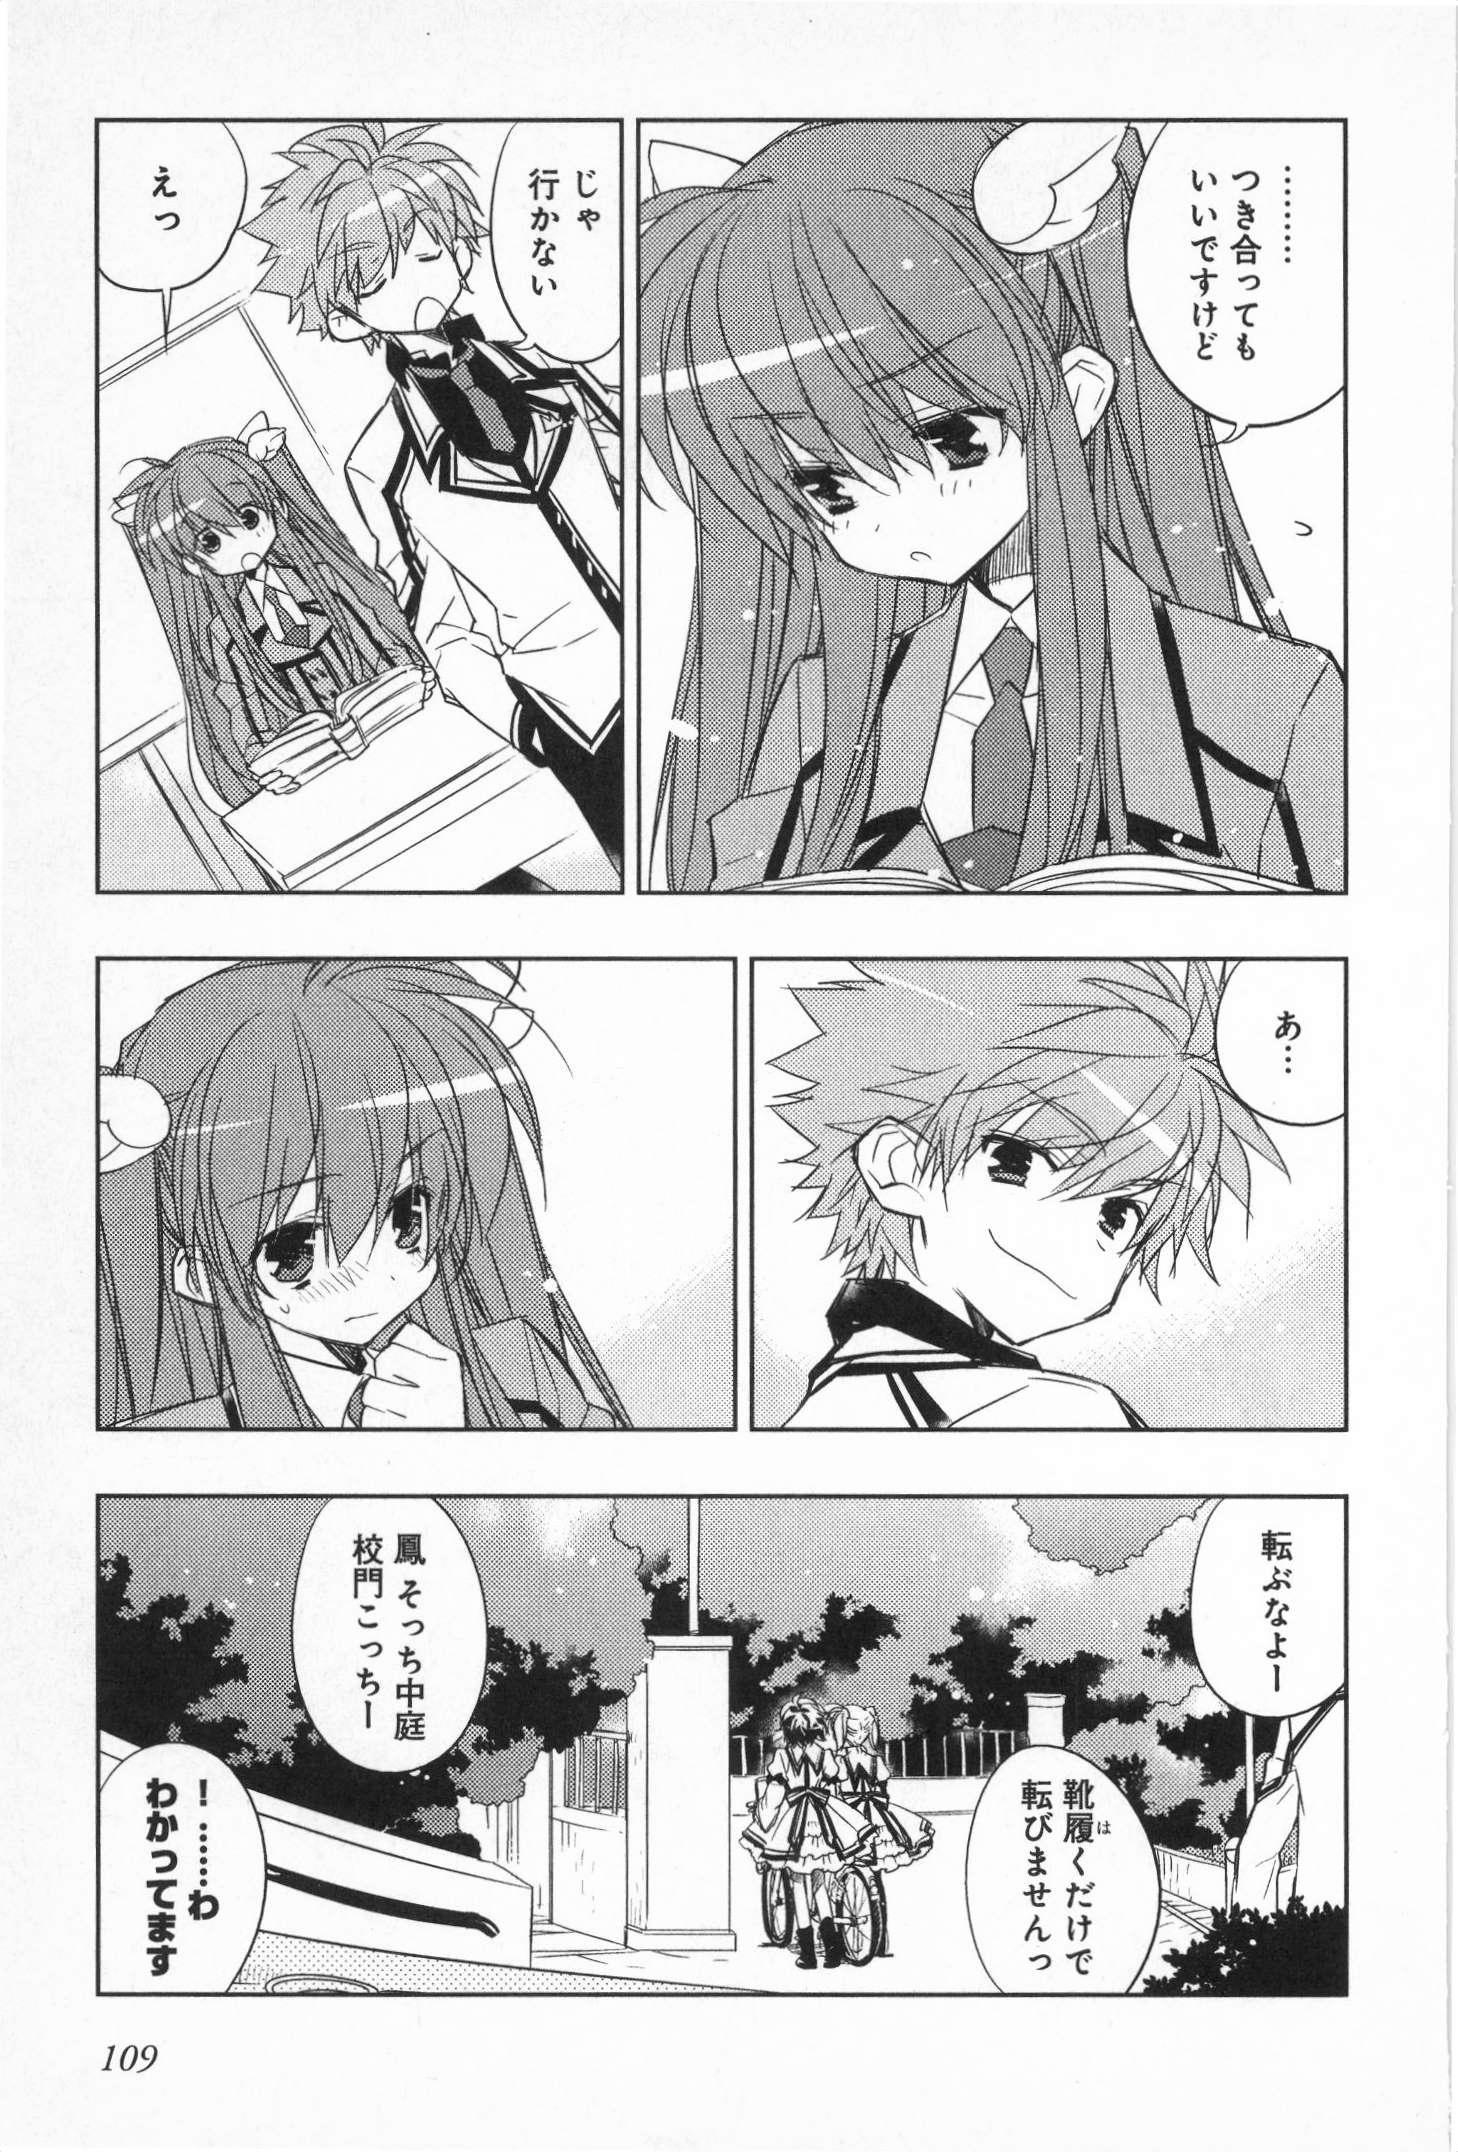 ………
つき合っても
いいですけど
じゃ
行かない
えっ
あ…
転ぶなよー
靴履くだけで
は
転びませんっ
鳳 そっち中庭
校門こっちー
！……わ
わかってます
109